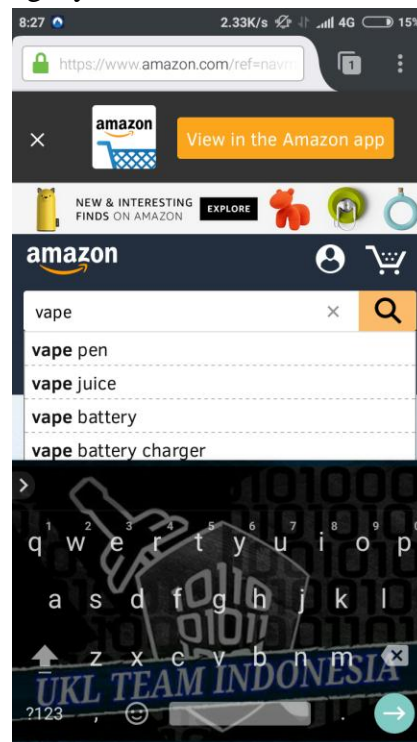 8:27 2.33K/s 4G 15%
https://www.amazon.com/ref=navm
1
amazon
View in the Amazon app
NEW & INTERESTING
FINDS ON AMAZON
EXPLORE
amazon
vape
vape pen
vape juice
vape battery
vape battery charger
1 2 3 4 5 6 7 8 9 0
q w e r t y u i o p
a s d f g h j k l
z x c v b n m
UKL TEAM INDONESIA
?123 , .